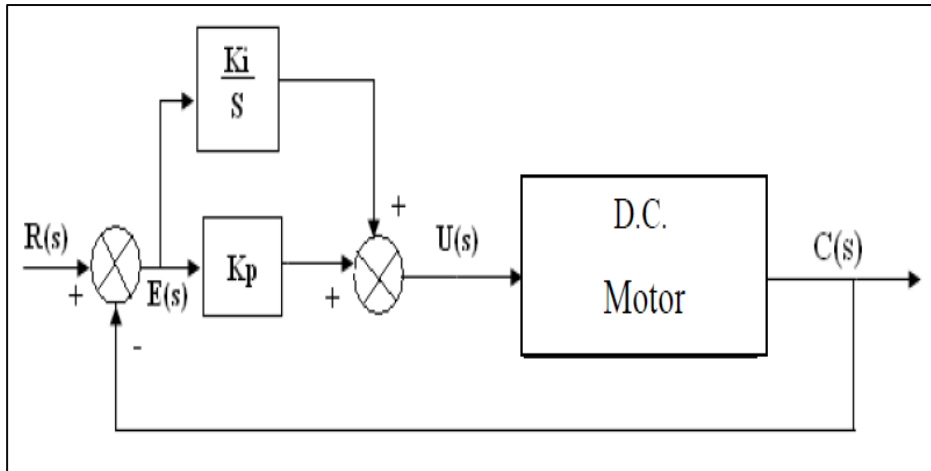 Ki
S
+
R(s)
+
E(s)
Kp
+
U(s)
D.C.
Motor
C(s)
-